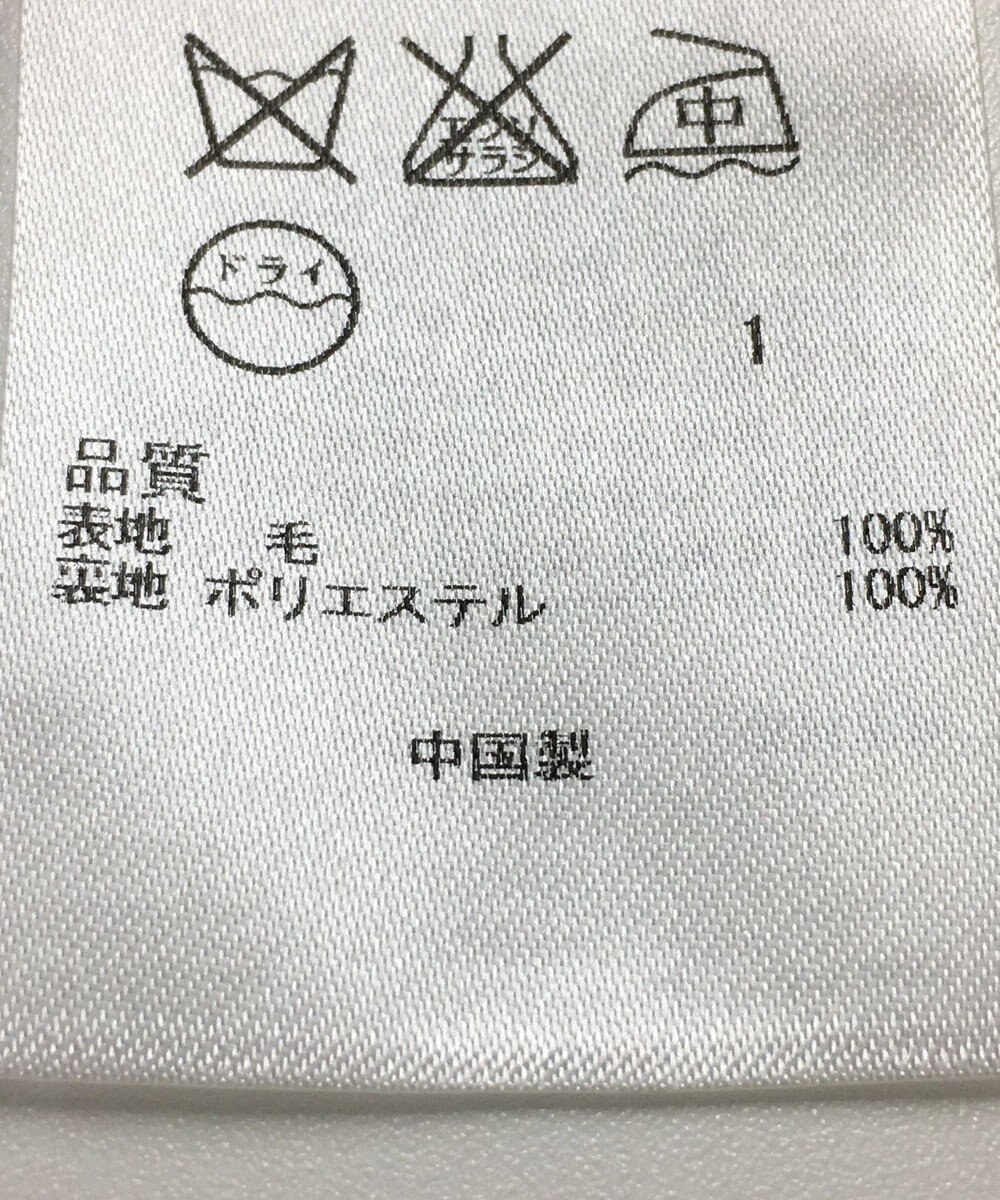 エンソ 中
サラシ
ドライ
1
品質
表地 毛 100%
裏地 ポリエステル 100%
中国製